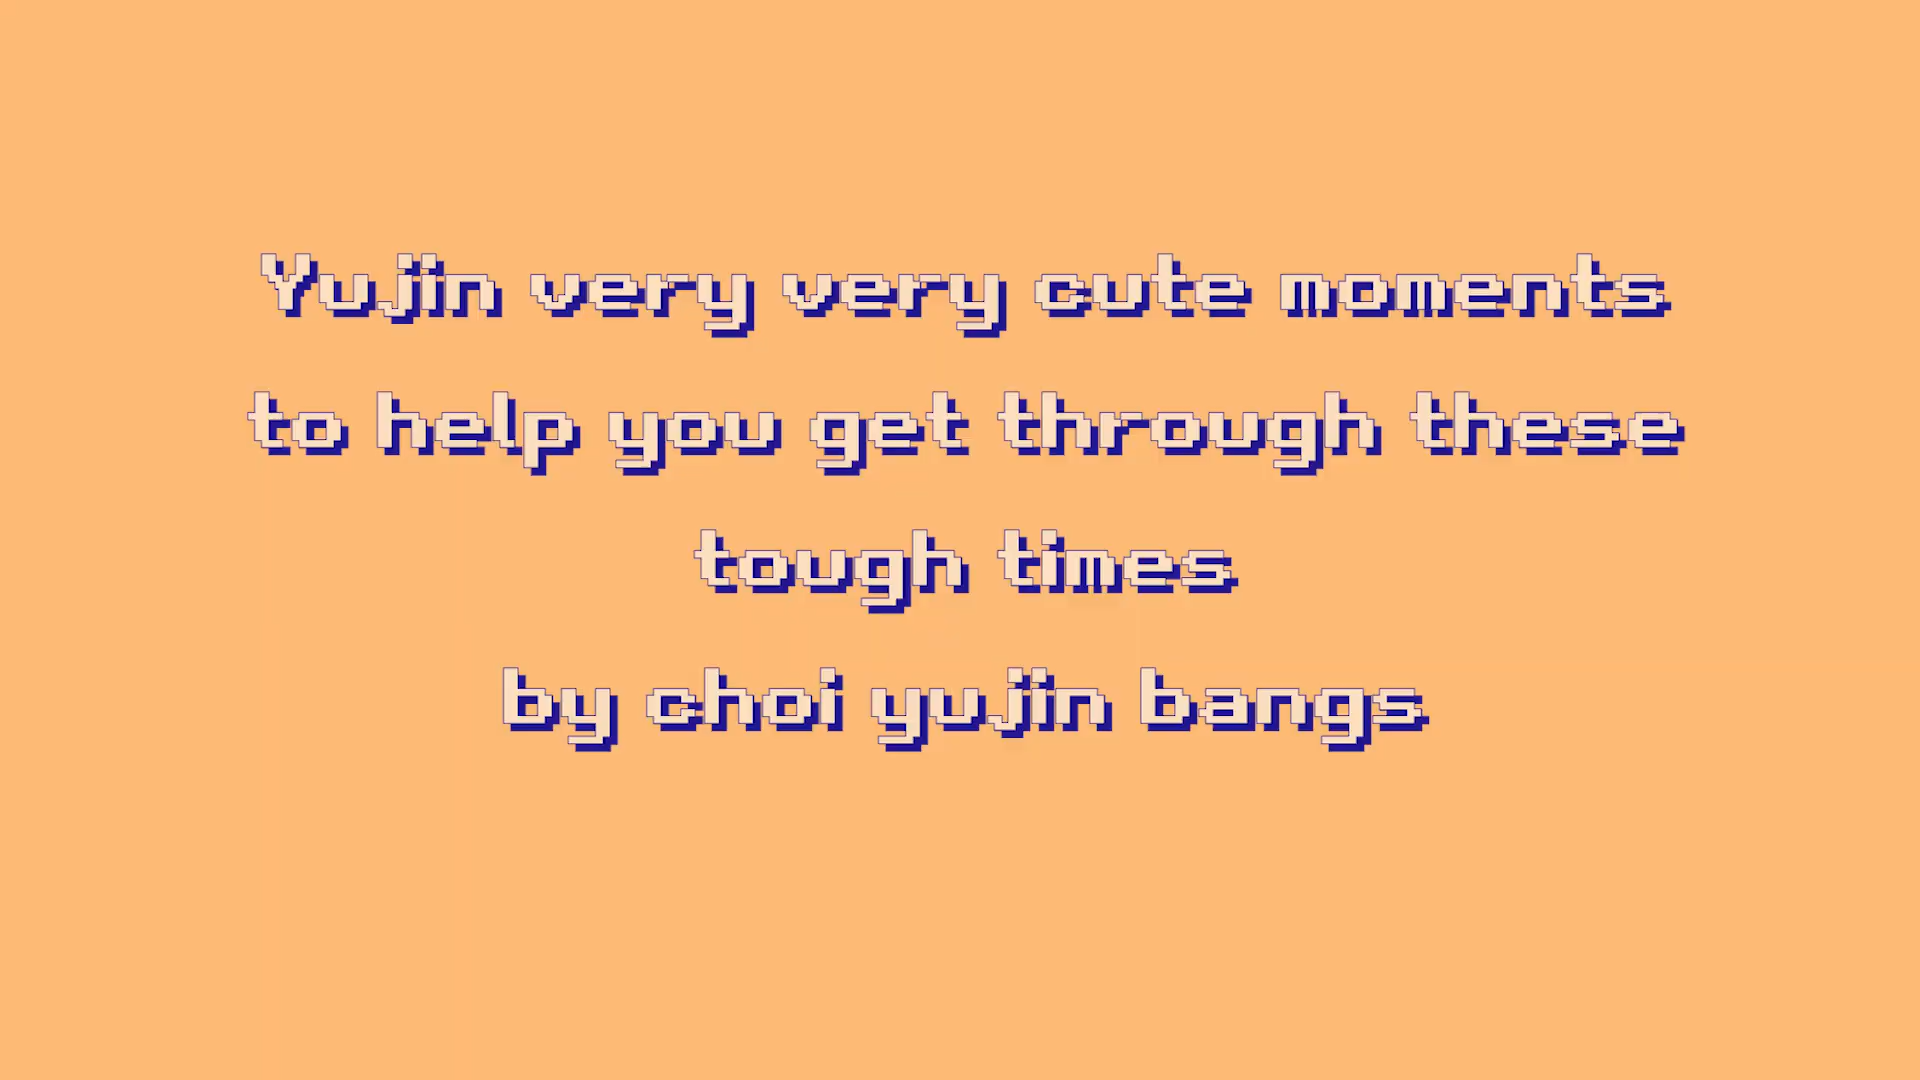 Yujin very very cute moments
to help you get through these
tough times
by choi yujin bangs